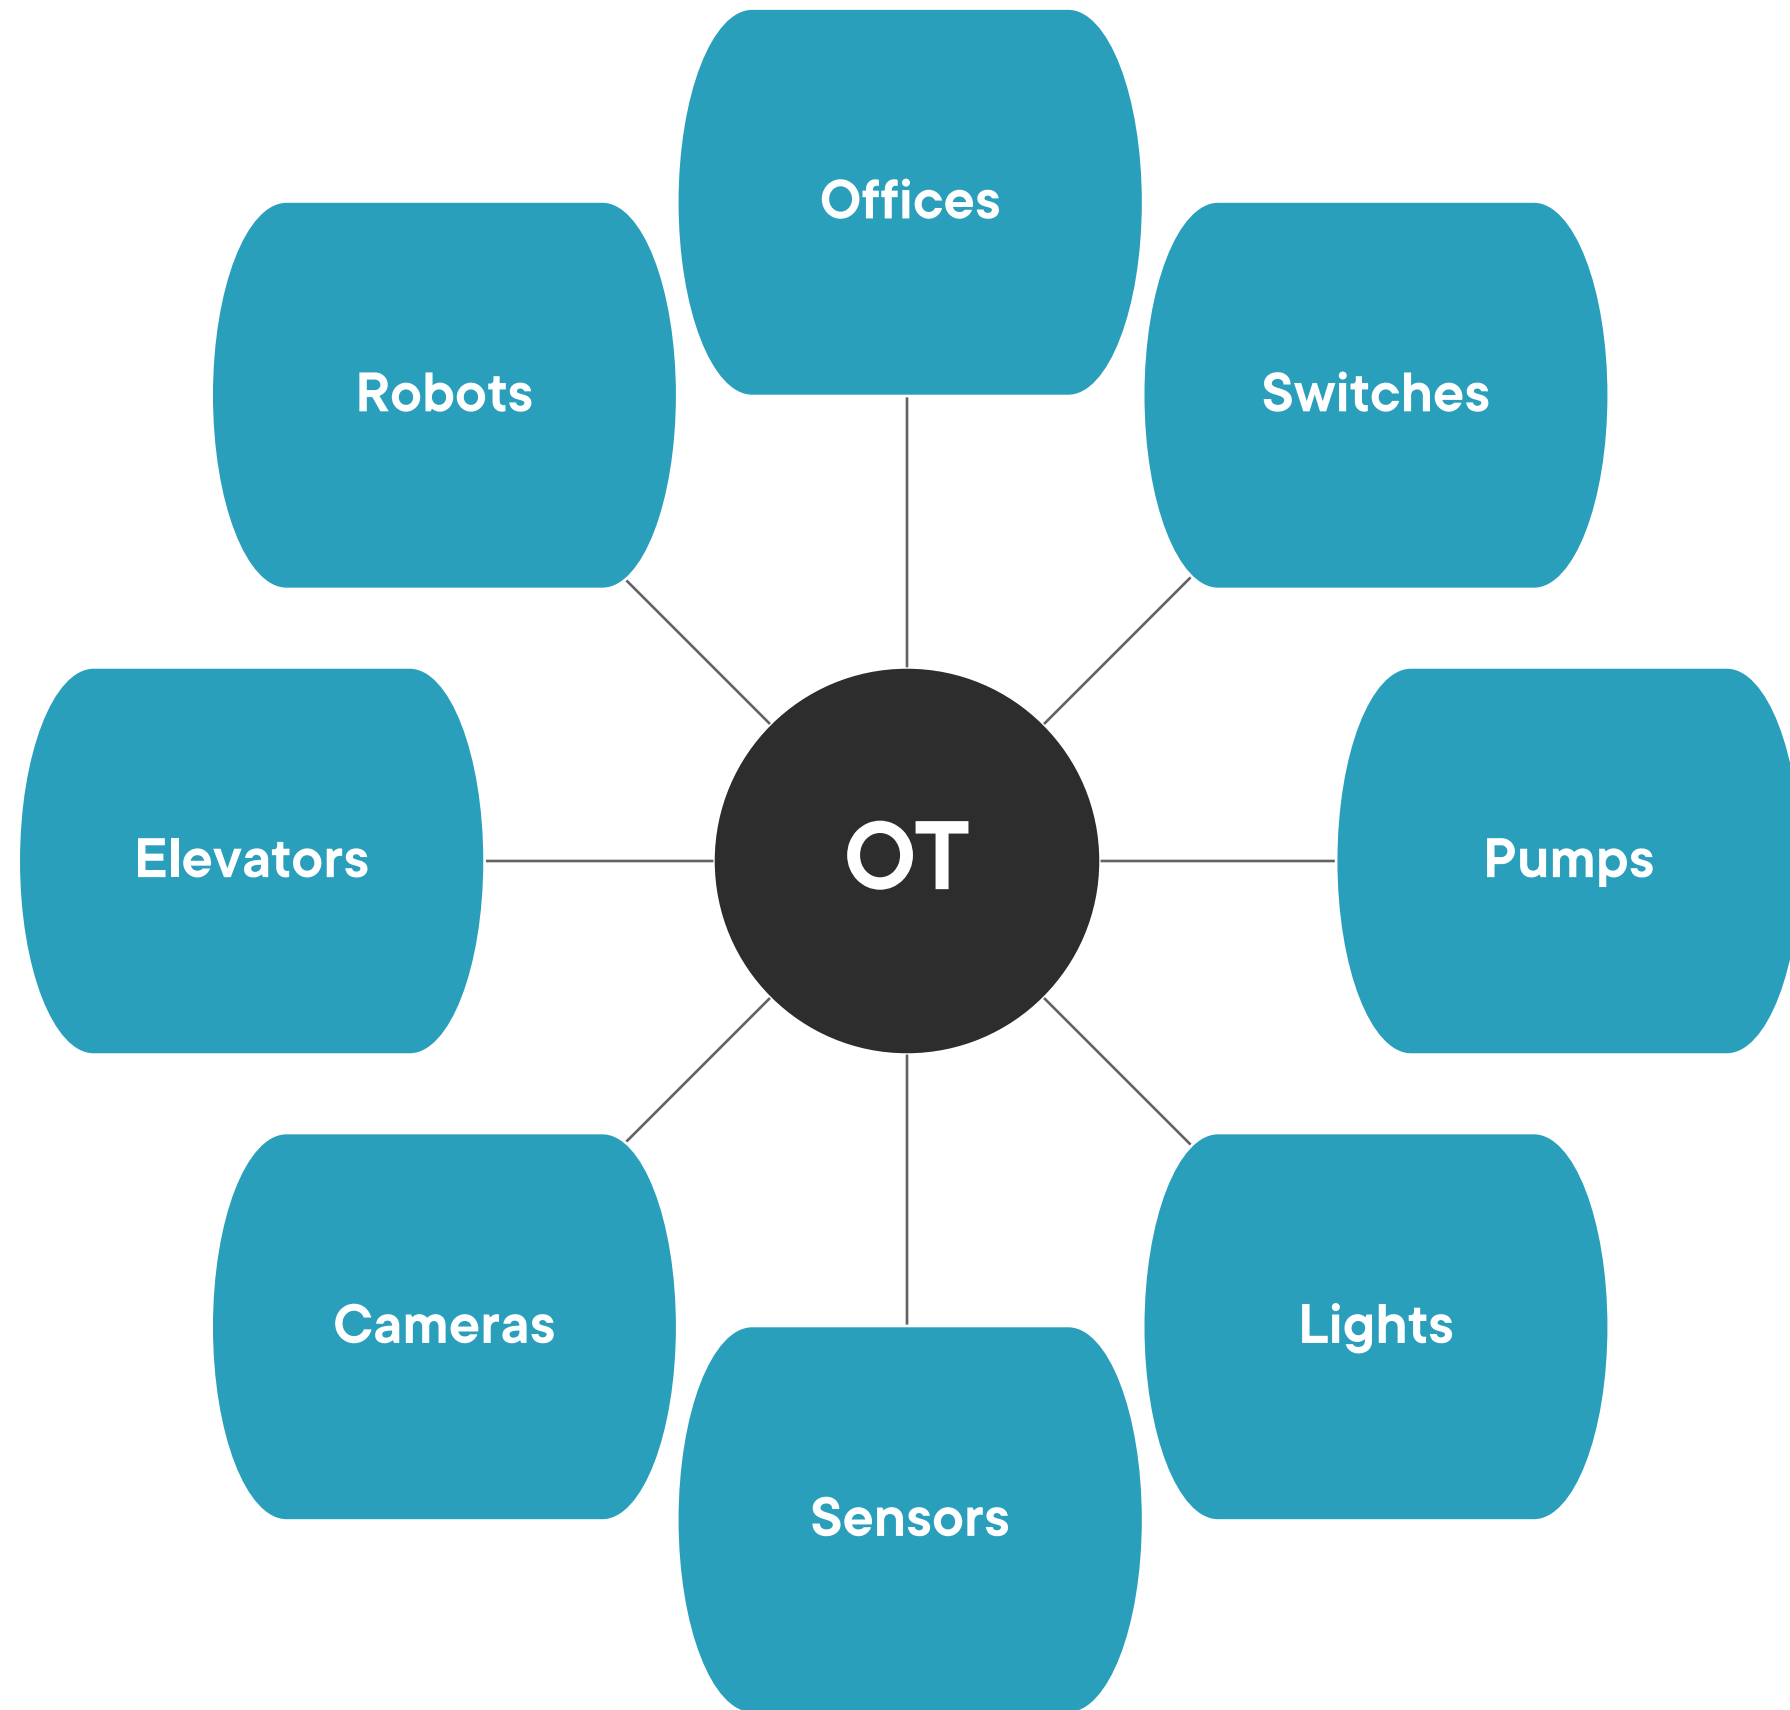 Offices
Robots
Switches
Elevators
OT
Pumps
Cameras
Lights
Sensors